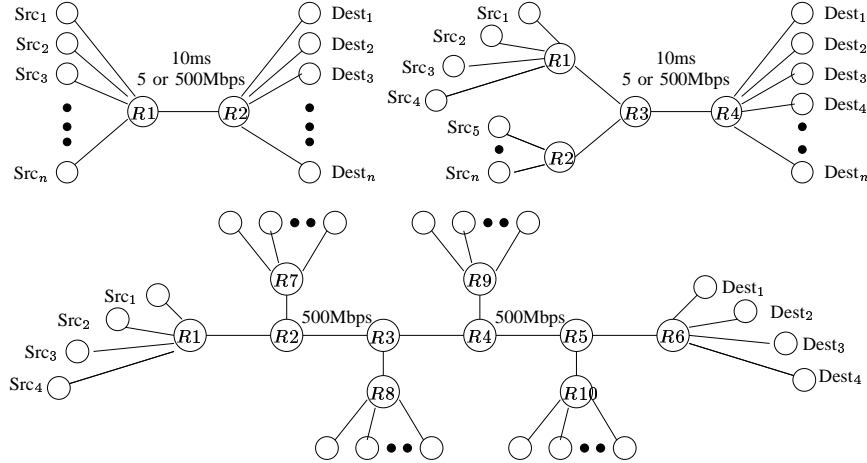 Src₁
Src₂
Src₃
Srcₙ
R1
10ms
5 or 500Mbps
R2
Dest₁
Dest₂
Dest₃
Destₙ
Src₁
Src₂
Src₃
Src₄
Src₅
Srcₙ
R1
R2
R3
10ms
5 or 500Mbps
R4
Dest₁
Dest₂
Dest₃
Dest₄
Destₙ
R7
R9
Src₁
Src₂
Src₃
Src₄
R1
R2
500Mbps
R3
R4
500Mbps
R5
R6
Dest₁
Dest₂
Dest₃
Dest₄
R8
R10